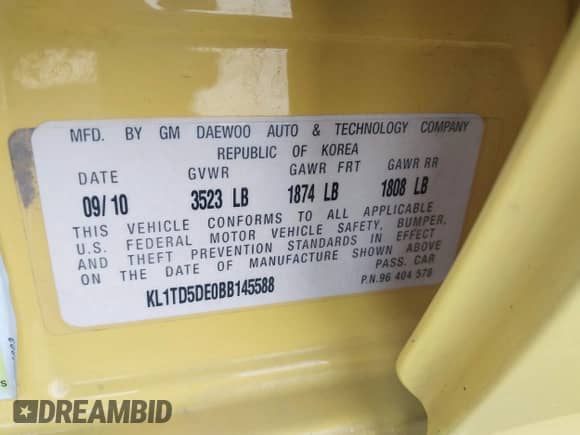 MFD. BY GM DAEWOO AUTO & TECHNOLOGY COMPANY
REPUBLIC OF KOREA
DATE GVWR GAWR FRT GAWR RR
09/10 3523 LB 1874 LB 1808 LB
THIS VEHICLE CONFORMS TO ALL APPLICABLE
U.S. FEDERAL MOTOR VEHICLE SAFETY, BUMPER,
AND THEFT PREVENTION STANDARDS IN EFFECT
ON THE DATE OF MANUFACTURE SHOWN ABOVE
PASS. CAR
KL1TD5DE0BB145588
P.N.96 404 578
DREAMBID